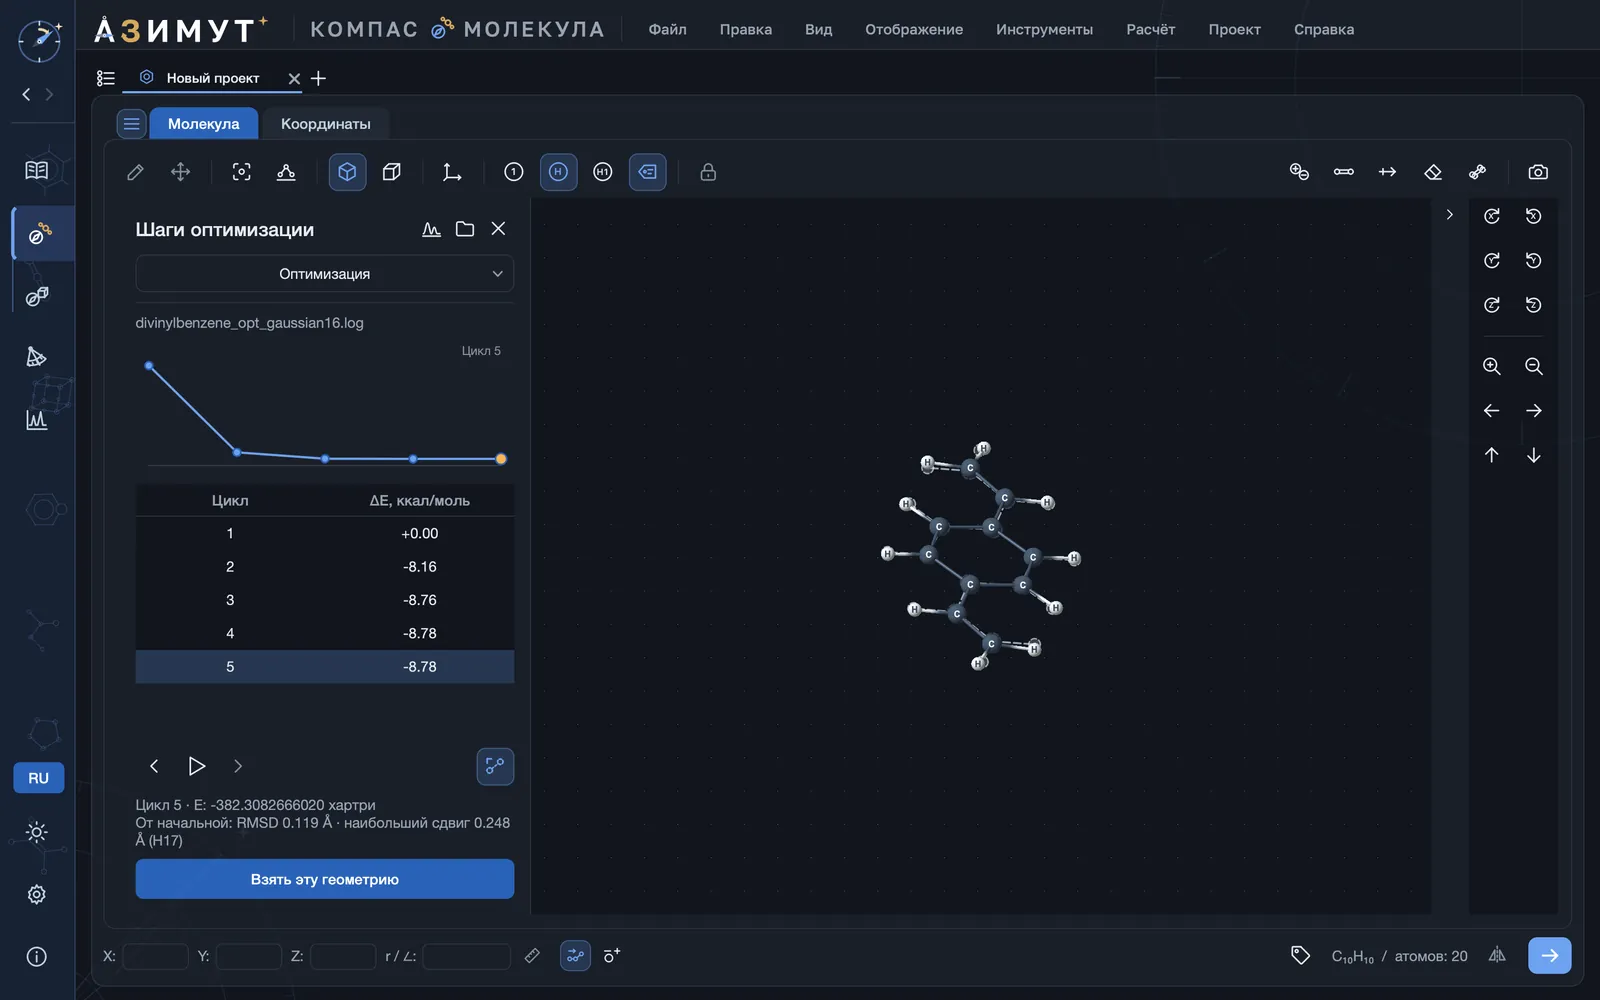 АЗИМУТ
КОМПАС МОЛЕКУЛА
Файл Правка Вид Отображение Инструменты Расчёт Проект Справка
Новый проект
Молекула Координаты
1 H H1
Шаги оптимизации
Оптимизация
divinylbenzene_opt_gaussian16.log
Цикл 5
Цикл ΔE, ккал/моль
1 +0.00
2 -8.16
3 -8.76
4 -8.78
5 -8.78
Цикл 5 · E: -382.3082666020 хартри
От начальной: RMSD 0.119 Å · наибольший сдвиг 0.248
Å (H17)
Взять эту геометрию
H
H C
C H
H C C
H C C H
C C H
H C
C H
H
X X
Y Y
Z Z
RU
X: Y: Z: r / ∠:
C₁₀H₁₀ / атомов: 20